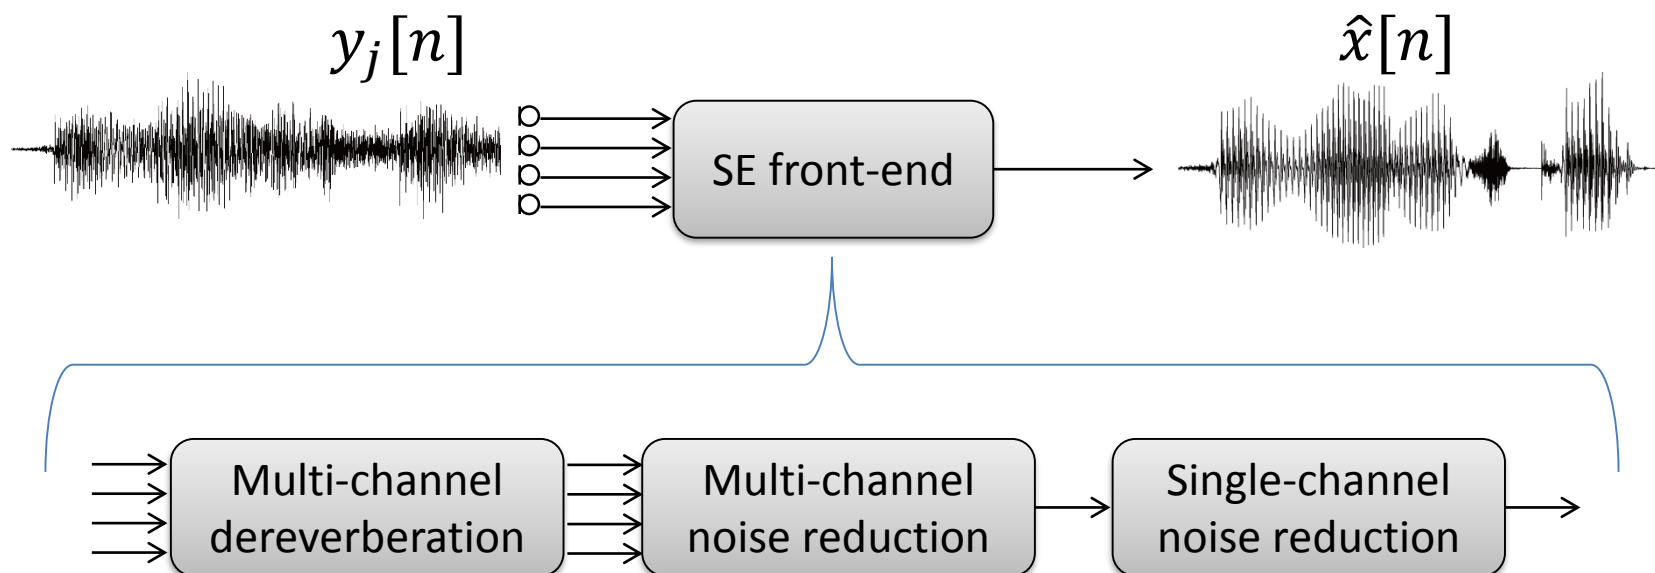 y_j[n]
x̂[n]
SE front-end
Multi-channel
dereverberation
Multi-channel
noise reduction
Single-channel
noise reduction